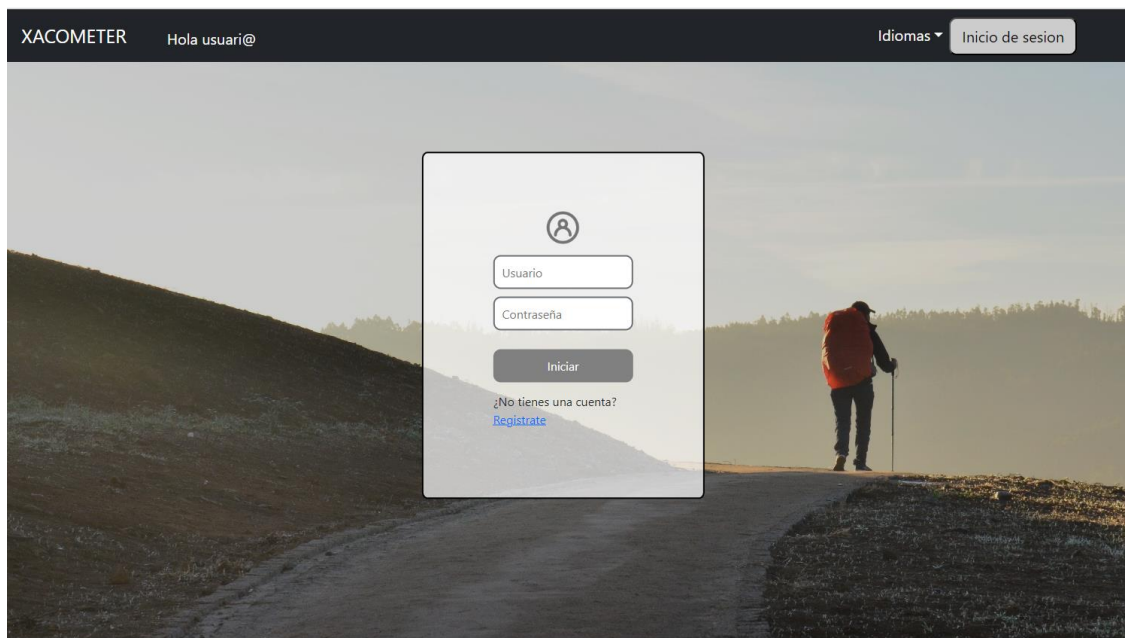 XACOMETER
Hola usuari@
Idiomas
Inicio de sesion
Usuario
Contraseña
Iniciar
¿No tienes una cuenta?
Registrate